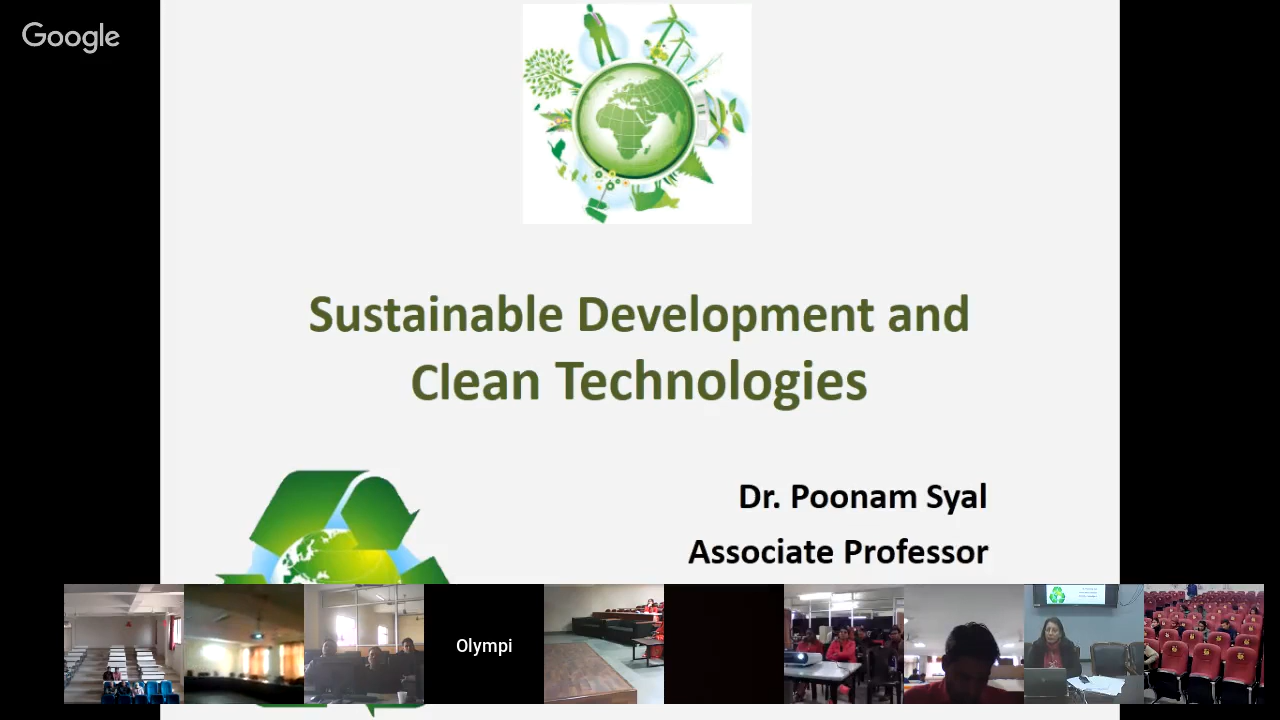 Google
Sustainable Development and
Clean Technologies
Dr. Poonam Syal
Associate Professor
Olympi